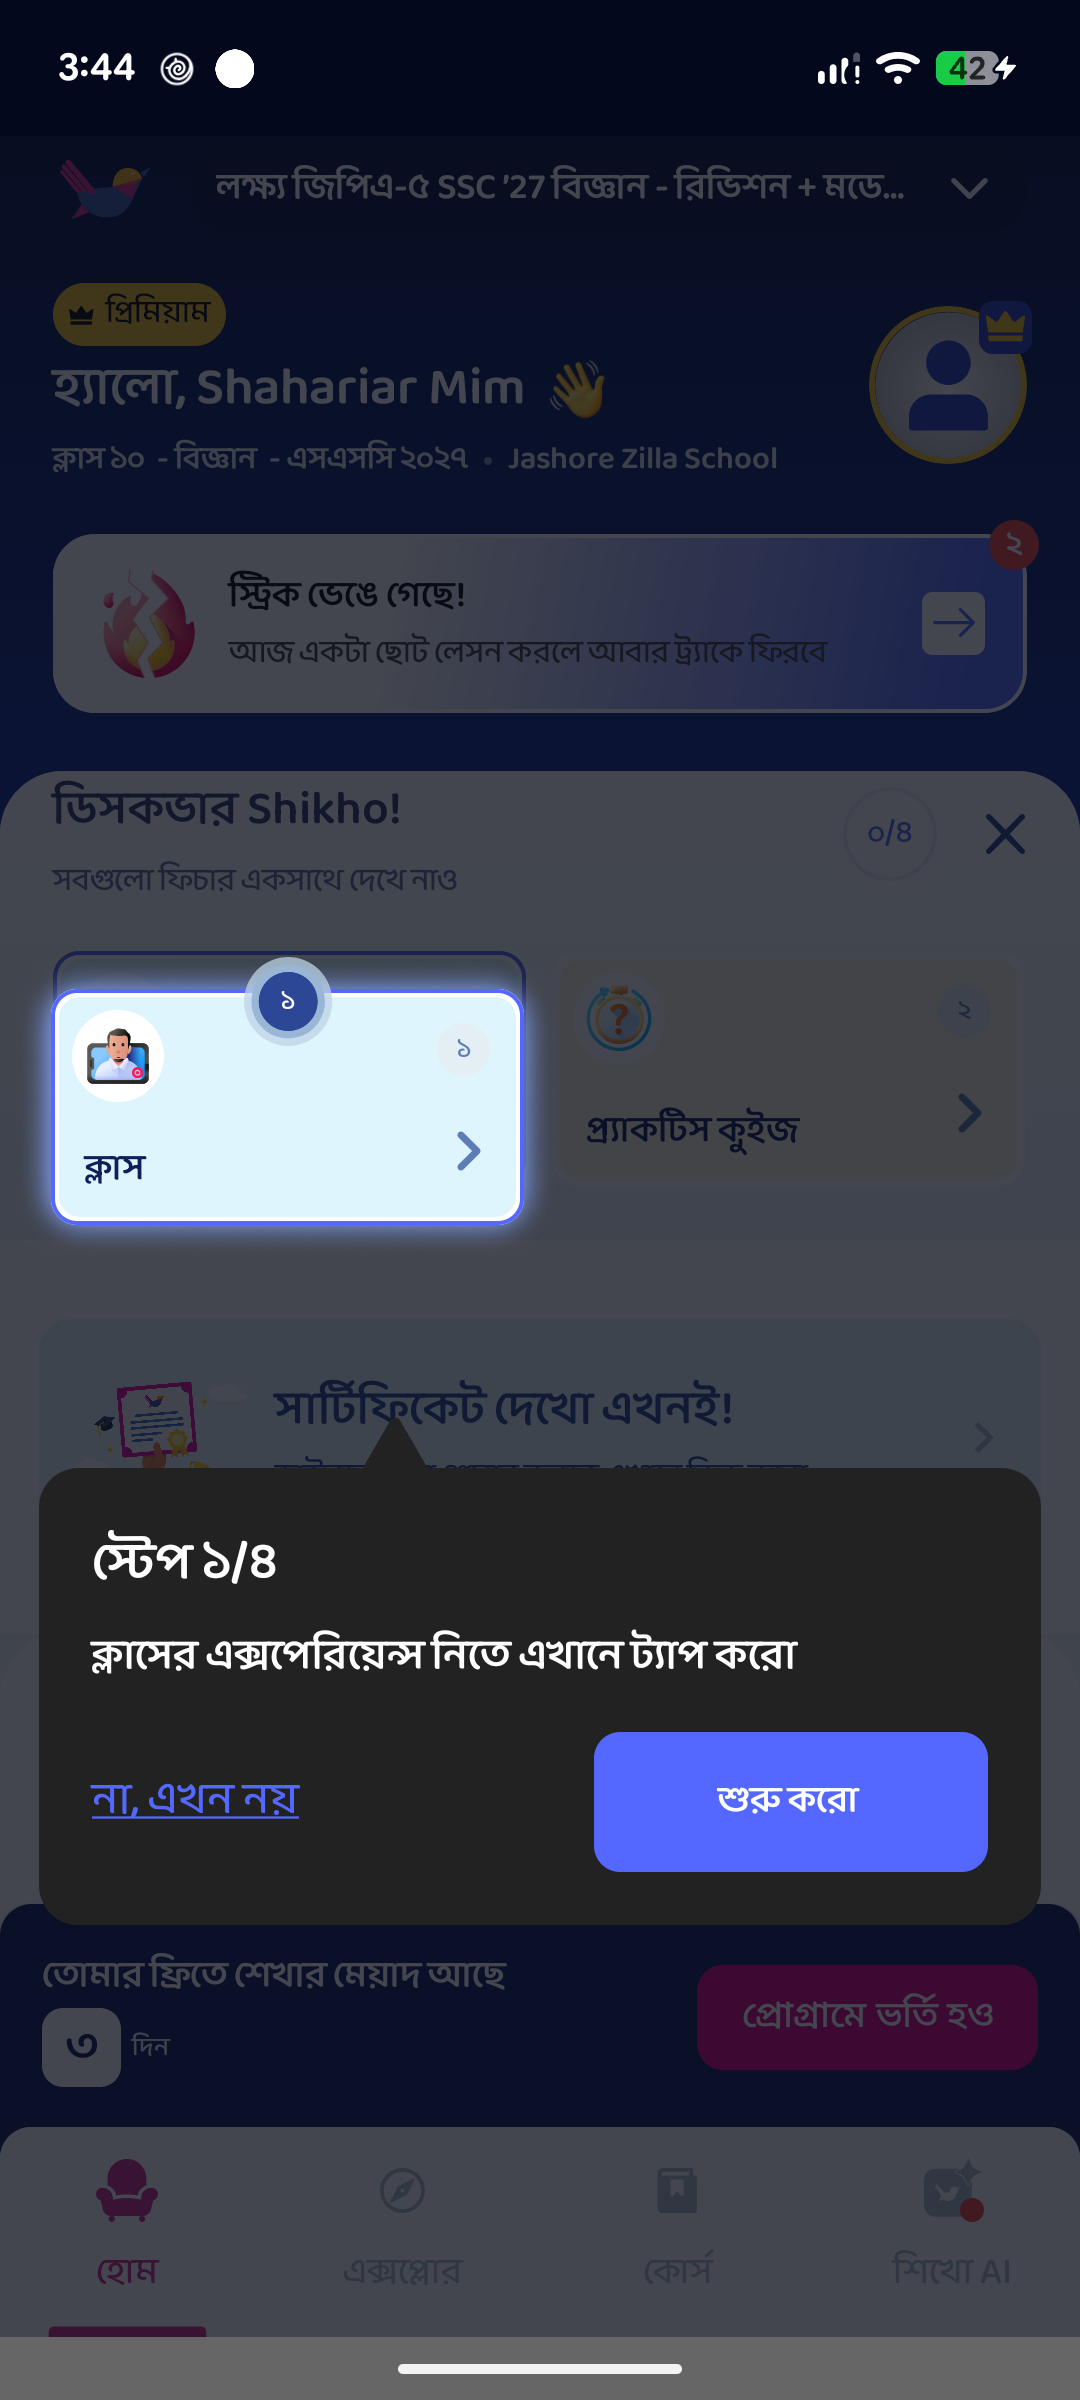 3:44
42
লক্ষ্য জিপিএ-৫ SSC ’27 বিজ্ঞান - রিভিশন + মডে...
প্রিমিয়াম
হ্যালো, Shahariar Mim 👋
ক্লাস ১০ - বিজ্ঞান - এসএসসি ২০২৭ • Jashore Zilla School
২
স্ট্রিক ভেঙে গেছে!
আজ একটা ছোট লেসন করলে আবার ট্র্যাকে ফিরবে
ডিসকভার Shikho!
০/৪
সবগুলো ফিচার একসাথে দেখে নাও
১
১
ক্লাস
২
প্র্যাকটিস কুইজ
সার্টিফিকেট দেখো এখনই!
স্টেপ ১/৪
ক্লাসের এক্সপেরিয়েন্স নিতে এখানে ট্যাপ করো
না, এখন নয়
শুরু করো
তোমার ফ্রিতে শেখার মেয়াদ আছে
৩ দিন
প্রোগ্রামে ভর্তি হও
হোম
এক্সপ্লোর
কোর্স
শিখো AI